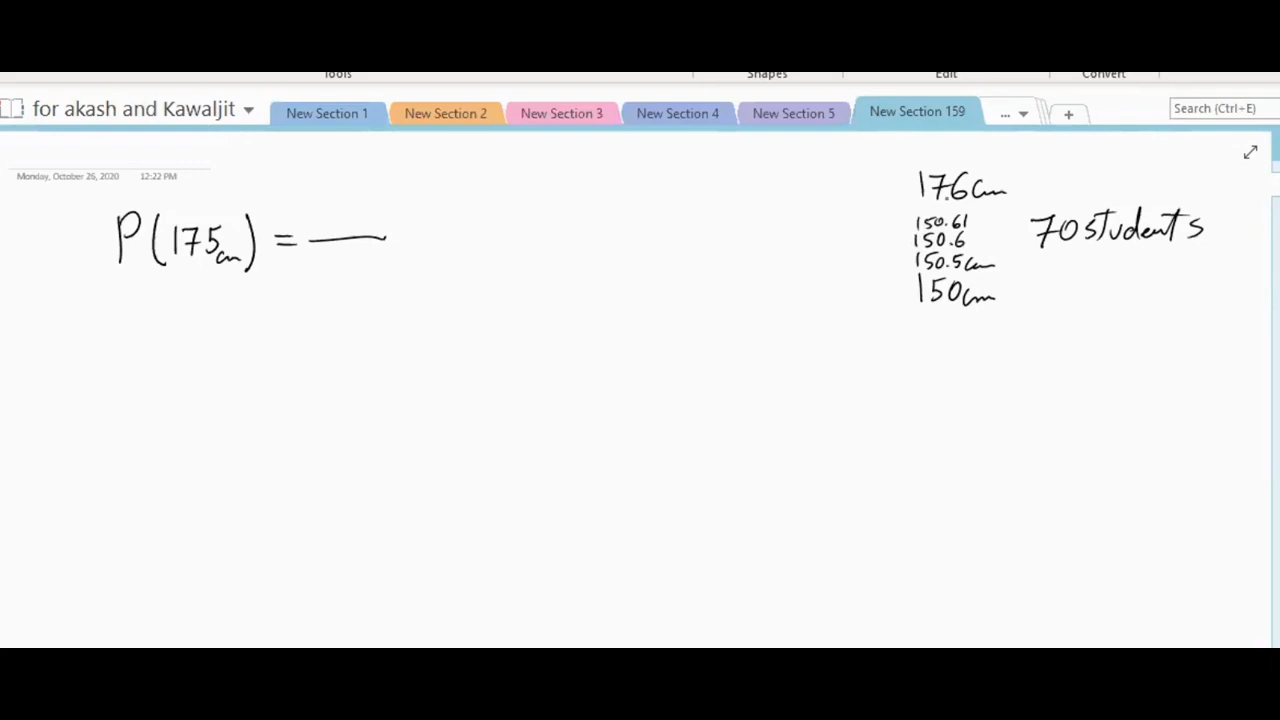 Tools Shapes Edit Convert
for akash and Kawaljit New Section 1 New Section 2 New Section 3 New Section 4 New Section 5 New Section 159 ... + Search (Ctrl+E)
Monday, October 26, 2020 12:22 PM
P(175cm) = —
17.6cm
150.61
150.6
150.5cm
150cm
70 students